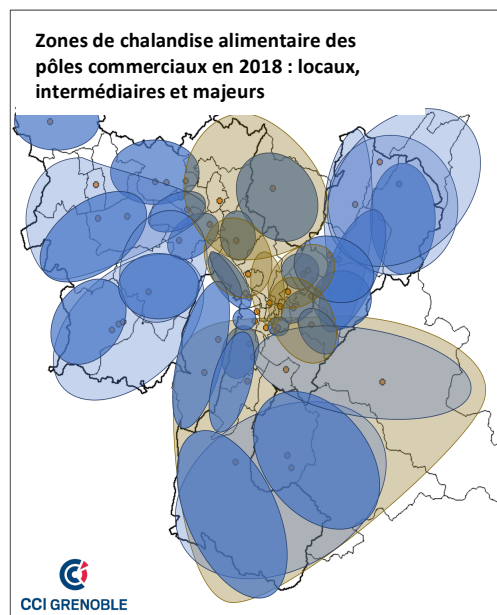 Zones de chalandise alimentaire des
pôles commerciaux en 2018 : locaux,
intermédiaires et majeurs
CCI GRENOBLE